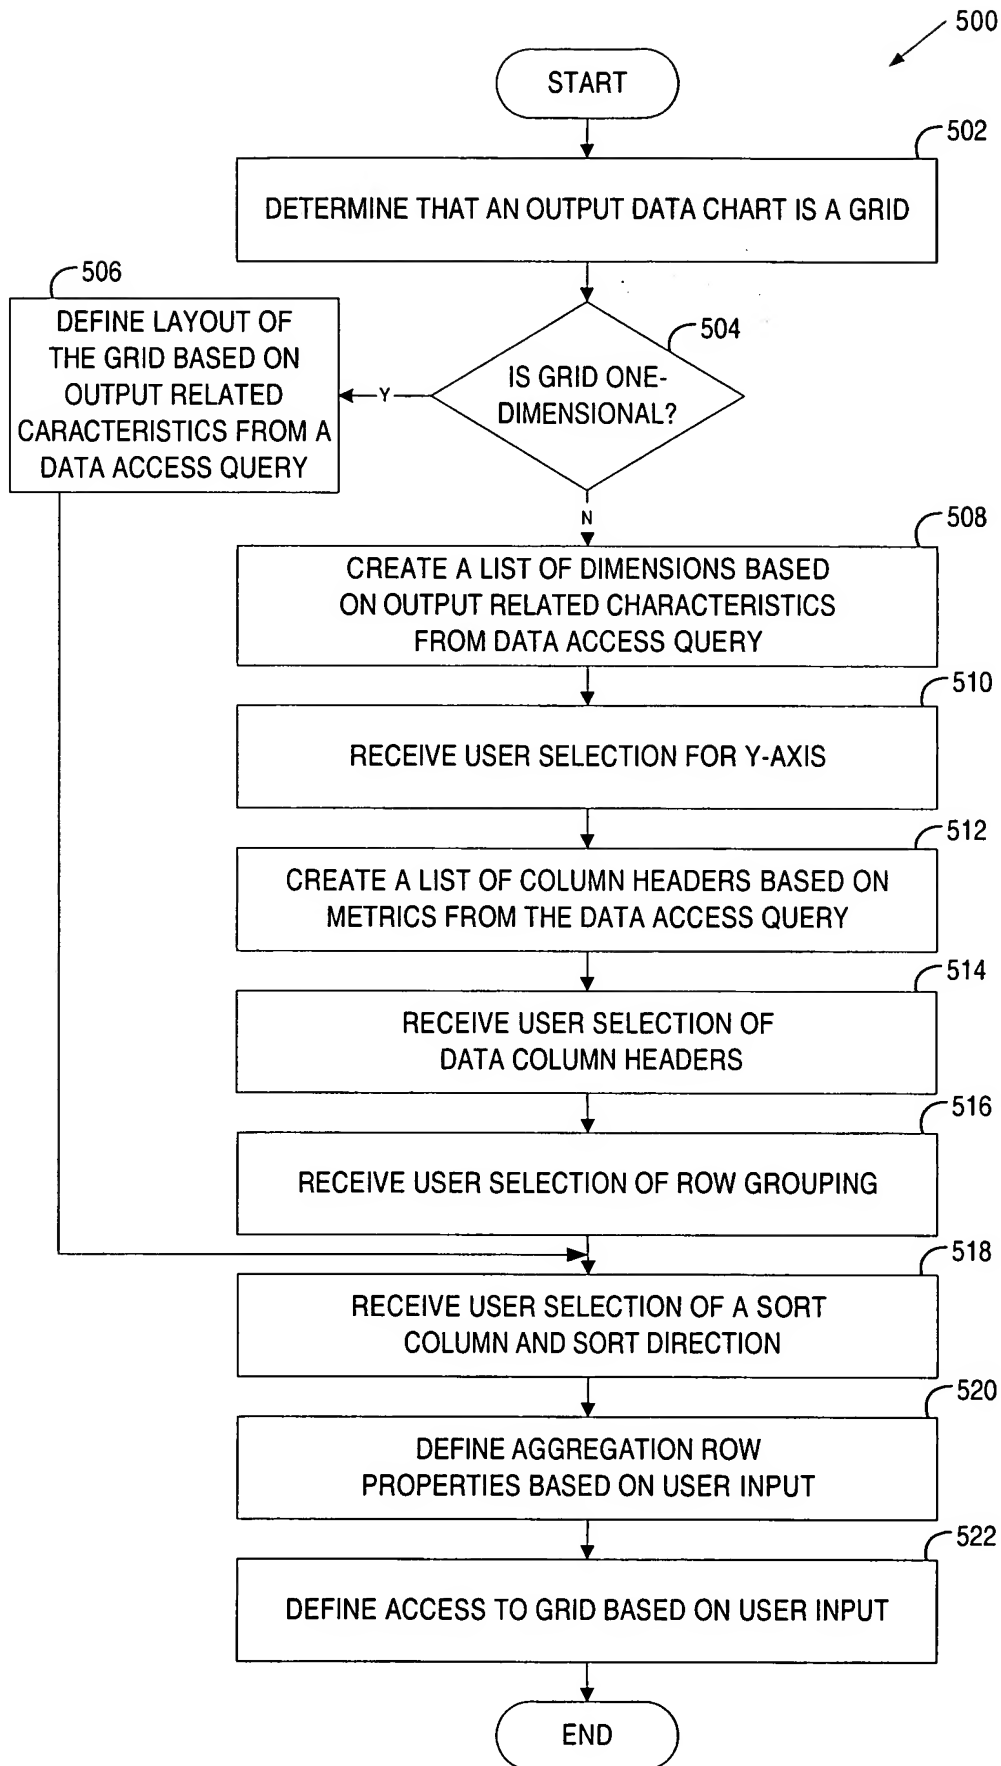 500
START
502
DETERMINE THAT AN OUTPUT DATA CHART IS A GRID
506
DEFINE LAYOUT OF
THE GRID BASED ON
OUTPUT RELATED
CARACTERISTICS FROM A
DATA ACCESS QUERY
504
IS GRID ONE-
DIMENSIONAL?
Y
N
508
CREATE A LIST OF DIMENSIONS BASED
ON OUTPUT RELATED CHARACTERISTICS
FROM DATA ACCESS QUERY
510
RECEIVE USER SELECTION FOR Y-AXIS
512
CREATE A LIST OF COLUMN HEADERS BASED ON
METRICS FROM THE DATA ACCESS QUERY
514
RECEIVE USER SELECTION OF
DATA COLUMN HEADERS
516
RECEIVE USER SELECTION OF ROW GROUPING
518
RECEIVE USER SELECTION OF A SORT
COLUMN AND SORT DIRECTION
520
DEFINE AGGREGATION ROW
PROPERTIES BASED ON USER INPUT
522
DEFINE ACCESS TO GRID BASED ON USER INPUT
END